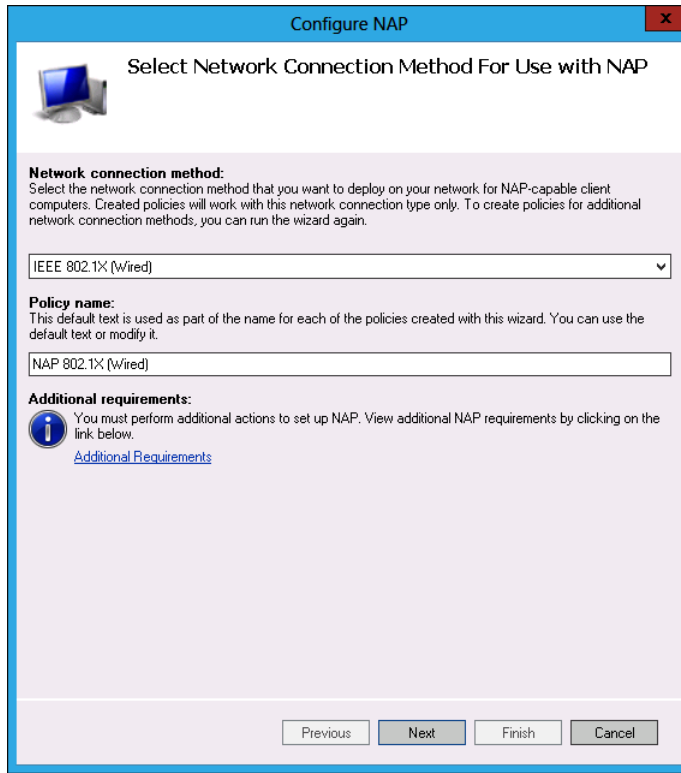 Configure NAP
x
Select Network Connection Method For Use with NAP
Network connection method:
Select the network connection method that you want to deploy on your network for NAP-capable client
computers. Created policies will work with this network connection type only. To create policies for additional
network connection methods, you can run the wizard again.
IEEE 802.1X (Wired)
Policy name:
This default text is used as part of the name for each of the policies created with this wizard. You can use the
default text or modify it.
NAP 802.1X (Wired)
Additional requirements:
You must perform additional actions to set up NAP. View additional NAP requirements by clicking on the
link below.
Additional Requirements
Previous Next Finish Cancel